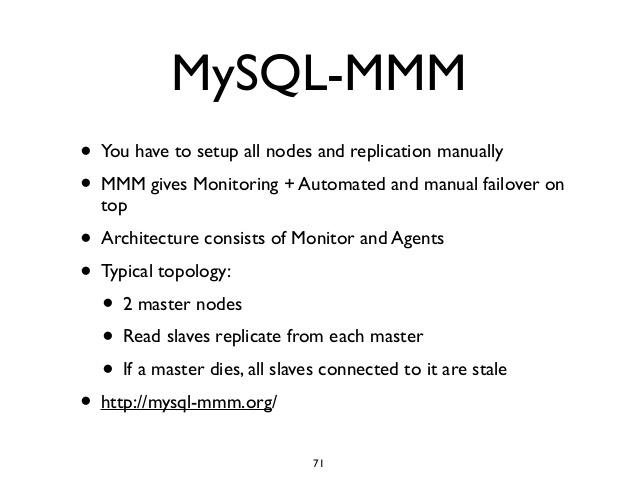 MySQL-MMM
• You have to setup all nodes and replication manually
• MMM gives Monitoring + Automated and manual failover on
top
• Architecture consists of Monitor and Agents
• Typical topology:
• 2 master nodes
• Read slaves replicate from each master
• If a master dies, all slaves connected to it are stale
• http://mysql-mmm.org/
71